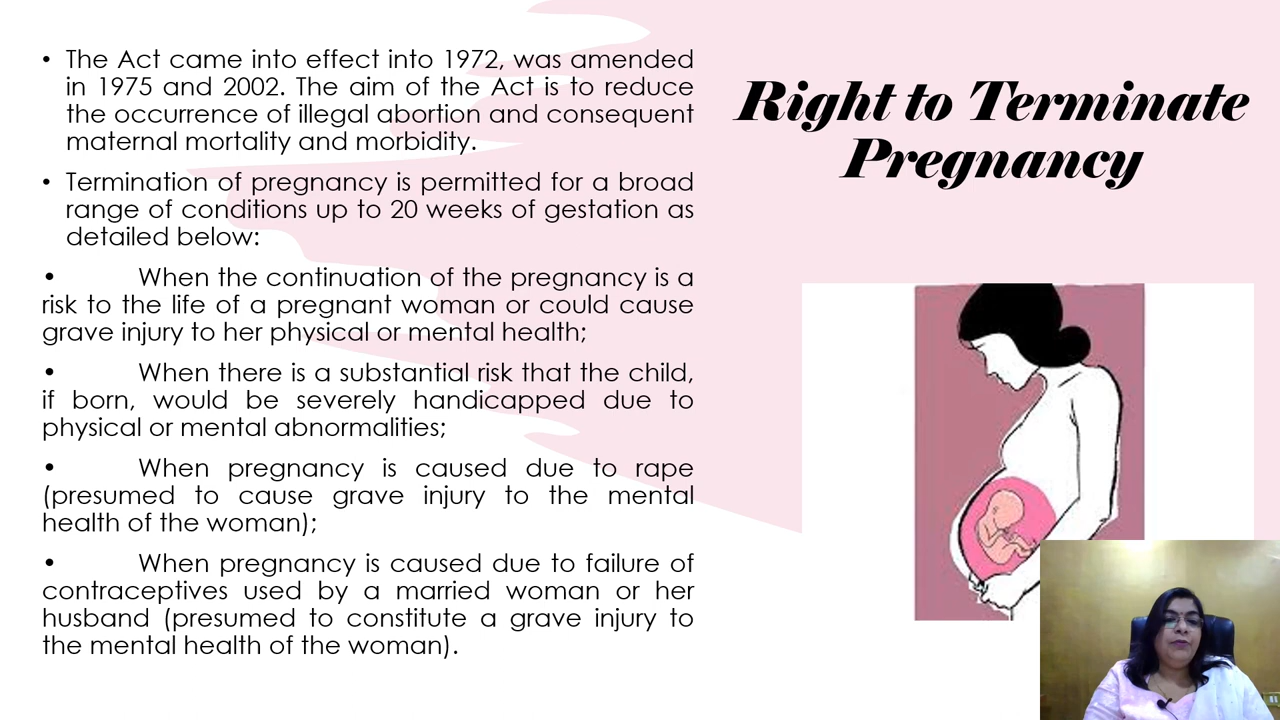 Right to Terminate
Pregnancy
• The Act came into effect into 1972, was amended
in 1975 and 2002. The aim of the Act is to reduce
the occurrence of illegal abortion and consequent
maternal mortality and morbidity.
• Termination of pregnancy is permitted for a broad
range of conditions up to 20 weeks of gestation as
detailed below:
• When the continuation of the pregnancy is a
risk to the life of a pregnant woman or could cause
grave injury to her physical or mental health;
• When there is a substantial risk that the child,
if born, would be severely handicapped due to
physical or mental abnormalities;
• When pregnancy is caused due to rape
(presumed to cause grave injury to the mental
health of the woman);
• When pregnancy is caused due to failure of
contraceptives used by a married woman or her
husband (presumed to constitute a grave injury to
the mental health of the woman).